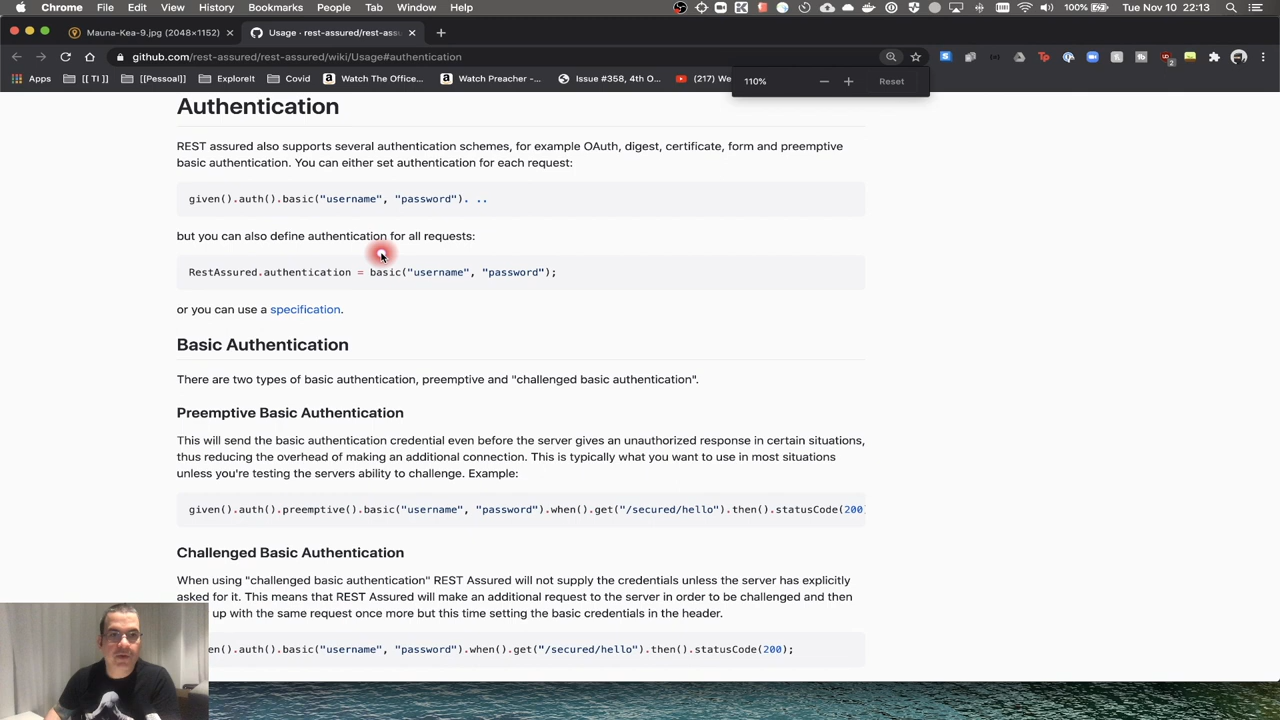 Chrome File Edit View History Bookmarks People Tab Window Help 100% Tue Nov 10 22:13
Mauna-Kea-9.jpg (2048×1152) Usage · rest-assured/rest-assu
github.com/rest-assured/rest-assured/wiki/Usage#authentication
Apps [[ TI ]] [[Pessoal]] ExploreIt Covid Watch The Office... Watch Preacher -... Issue #358, 4th O... (217) We
110% Reset
Authentication
REST assured also supports several authentication schemes, for example OAuth, digest, certificate, form and preemptive
basic authentication. You can either set authentication for each request:
given().auth().basic("username", "password"). ..
but you can also define authentication for all requests:
RestAssured.authentication = basic("username", "password");
or you can use a specification.
Basic Authentication
There are two types of basic authentication, preemptive and "challenged basic authentication".
Preemptive Basic Authentication
This will send the basic authentication credential even before the server gives an unauthorized response in certain situations,
thus reducing the overhead of making an additional connection. This is typically what you want to use in most situations
unless you're testing the servers ability to challenge. Example:
given().auth().preemptive().basic("username", "password").when().get("/secured/hello").then().statusCode(200
Challenged Basic Authentication
When using "challenged basic authentication" REST Assured will not supply the credentials unless the server has explicitly
asked for it. This means that REST Assured will make an additional request to the server in order to be challenged and then
up with the same request once more but this time setting the basic credentials in the header.
en().auth().basic("username", "password").when().get("/secured/hello").then().statusCode(200);